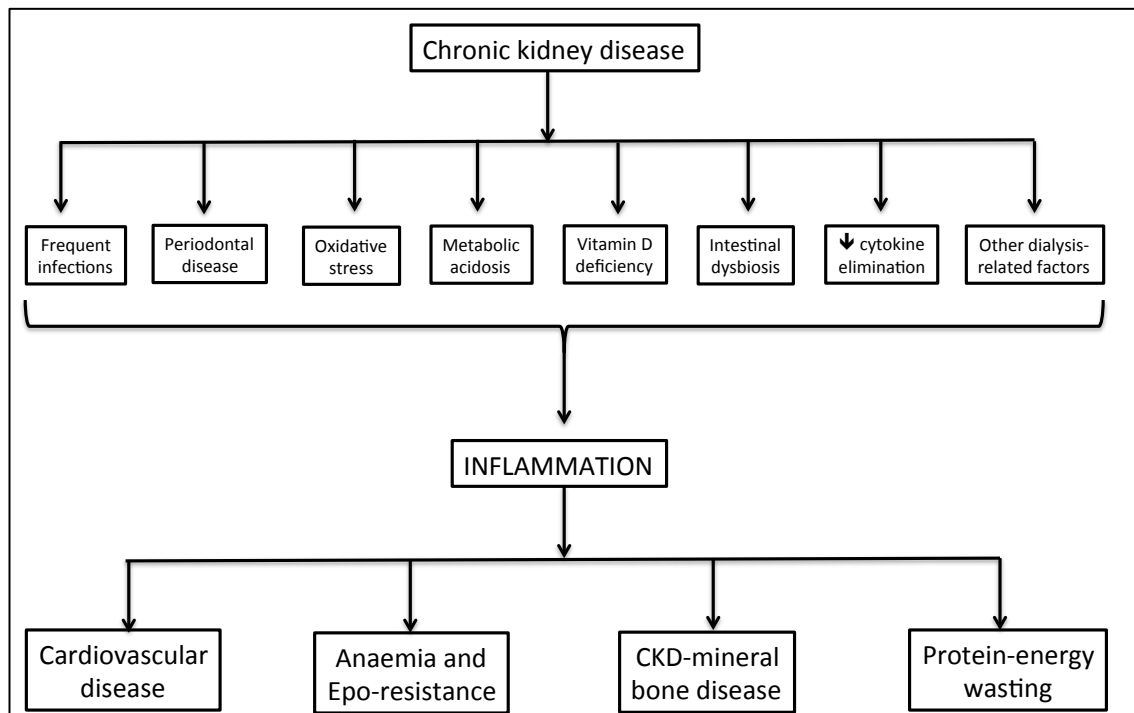 Chronic kidney disease
Frequent
infections
Periodontal
disease
Oxidative
stress
Metabolic
acidosis
Vitamin D
deficiency
Intestinal
dysbiosis
🡻 cytokine
elimination
Other dialysis-
related factors
INFLAMMATION
Cardiovascular
disease
Anaemia and
Epo-resistance
CKD-mineral
bone disease
Protein-energy
wasting